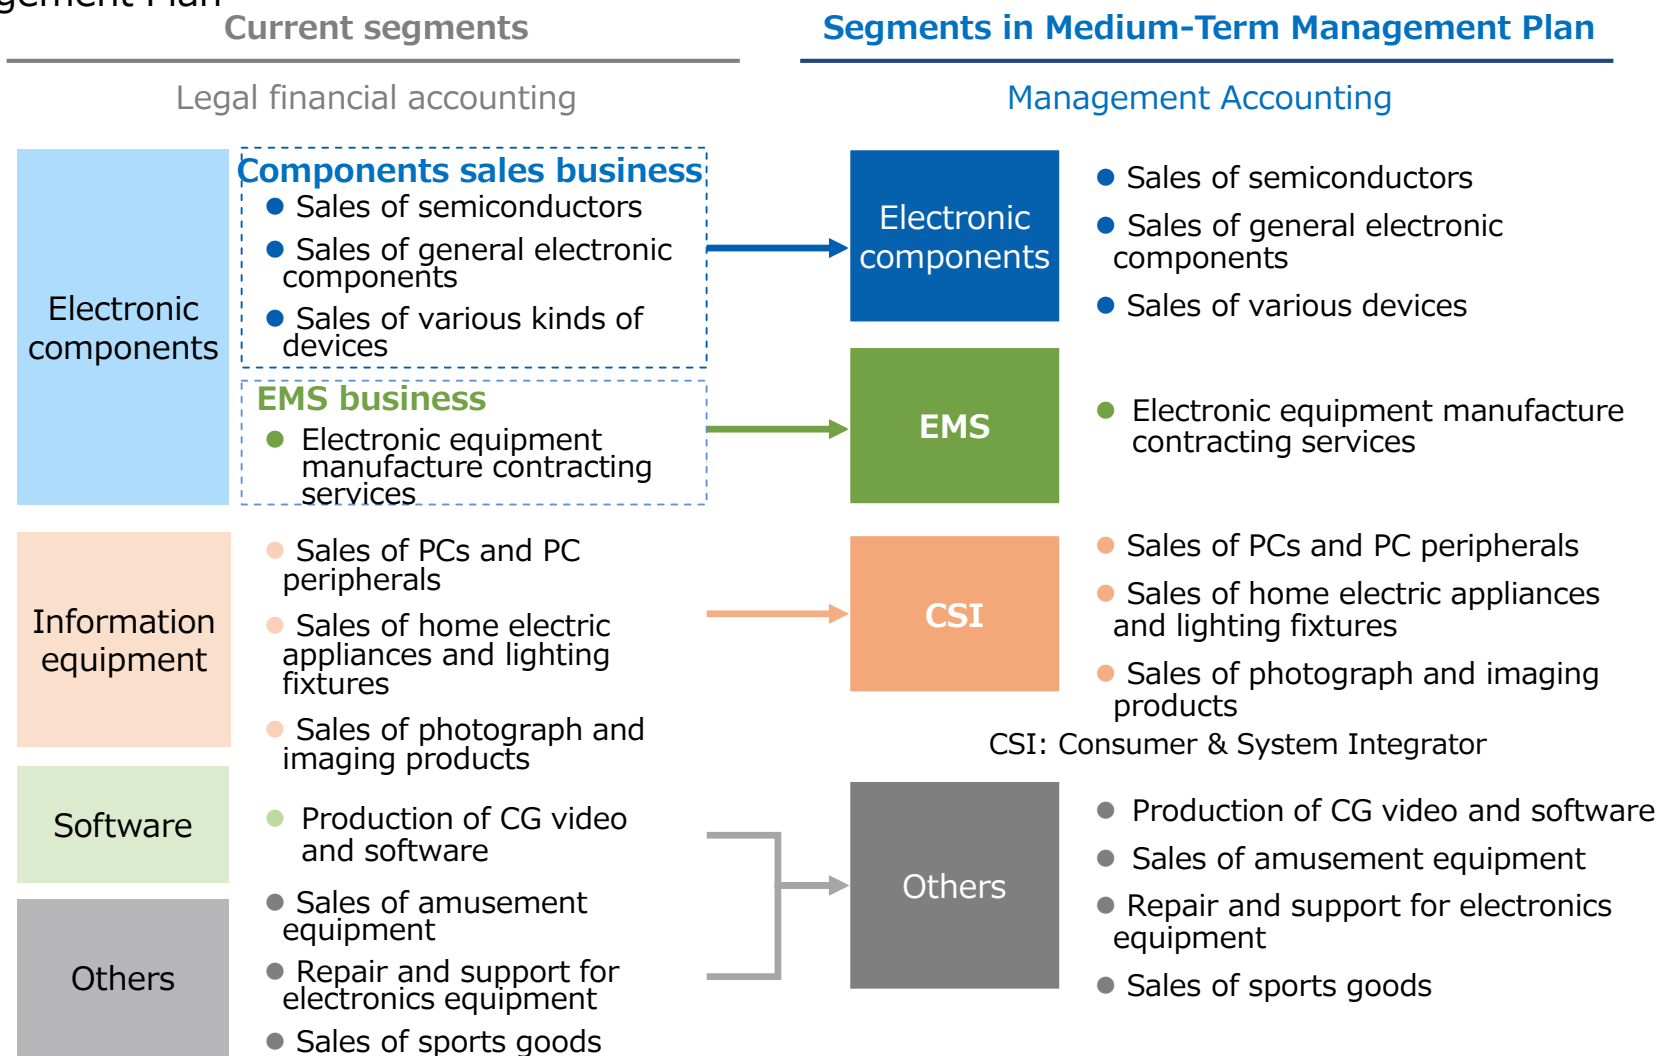 gement Plan
Current segments
Legal financial accounting
Electronic
components
Components sales business
● Sales of semiconductors
● Sales of general electronic
components
● Sales of various kinds of
devices
EMS business
● Electronic equipment
manufacture contracting
services
Information
equipment
● Sales of PCs and PC
peripherals
● Sales of home electric
appliances and lighting
fixtures
● Sales of photograph and
imaging products
Software
● Production of CG video
and software
Others
● Sales of amusement
equipment
● Repair and support for
electronics equipment
● Sales of sports goods
Segments in Medium-Term Management Plan
Management Accounting
Electronic
components
● Sales of semiconductors
● Sales of general electronic
components
● Sales of various devices
EMS
● Electronic equipment manufacture
contracting services
CSI
● Sales of PCs and PC peripherals
● Sales of home electric appliances
and lighting fixtures
● Sales of photograph and imaging
products
CSI: Consumer & System Integrator
Others
● Production of CG video and software
● Sales of amusement equipment
● Repair and support for electronics
equipment
● Sales of sports goods